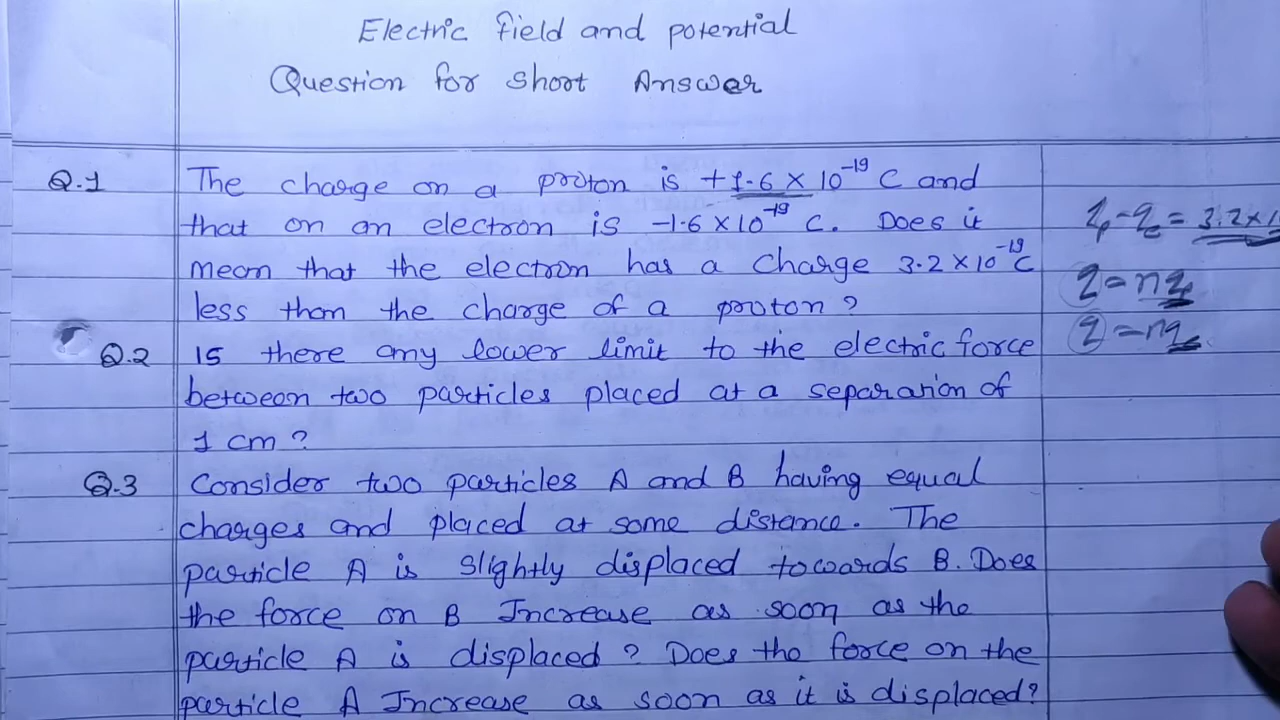 Electric field and potential
Question for short Answer
Q.1 The charge on a proton is +1.6 × 10⁻¹⁹ C and
that on an electron is -1.6 × 10⁻¹⁹ C. Does it
mean that the electron has a charge 3.2 × 10⁻¹⁹ C
less than the charge of a proton?
Q.2 Is there any lower limit to the electric force
between two particles placed at a separation of
1 cm?
Q.3 Consider two particles A and B having equal
charges and placed at some distance. The
particle A is slightly displaced towards B. Does
the force on B Increase as soon as the
particle A is displaced? Does the force on the
particle A Increase as soon as it is displaced?
= 3.2×1